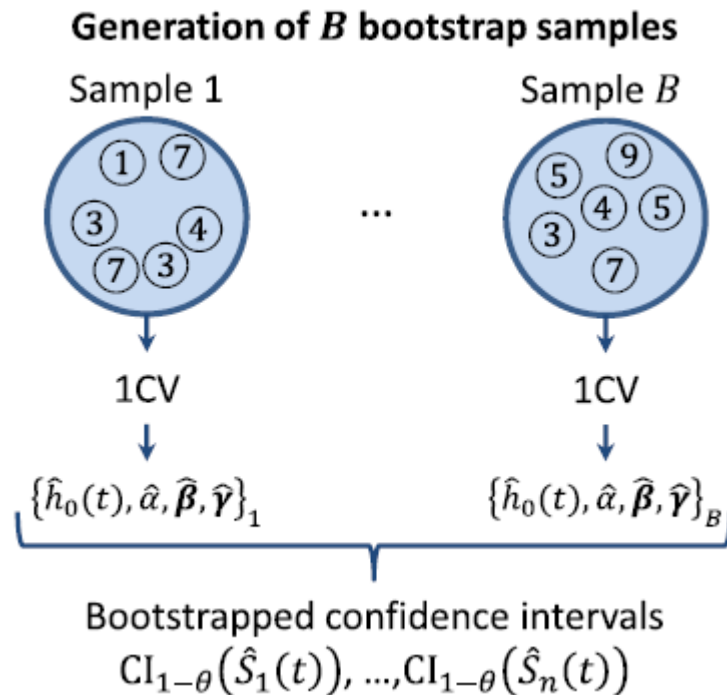 Generation of B bootstrap samples
Sample 1
Sample B
1 7
3 4
7 3
...
9
5 4 5
3
7
1CV
1CV
{ĥ₀(t), α̂, 𝛃̂, 𝛄̂}₁
{ĥ₀(t), α̂, 𝛃̂, 𝛄̂}_B
Bootstrapped confidence intervals
CI₁₋θ(Ŝ₁(t)), ...,CI₁₋θ(Ŝₙ(t))